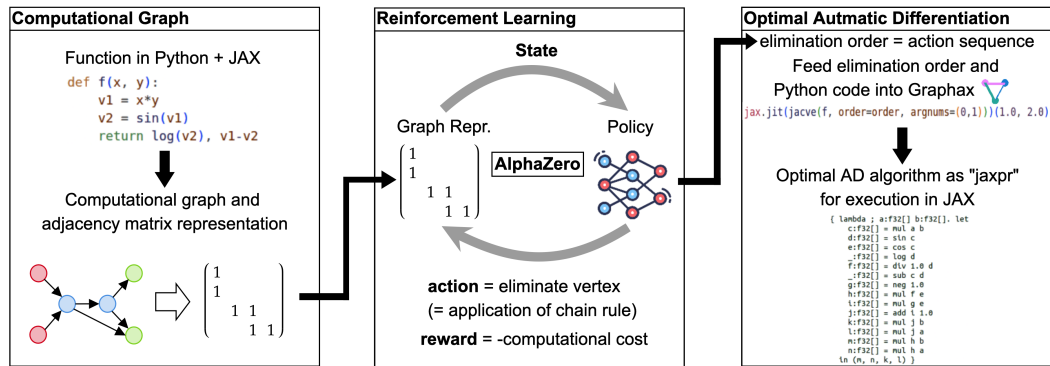 Computational Graph
Function in Python + JAX
def f(x, y):
v1 = x*y
v2 = sin(v1)
return log(v2), v1-v2
Computational graph and
adjacency matrix representation
1
1
1 1
1 1
Reinforcement Learning
State
Graph Repr.
Policy
1
1
1 1
1 1
AlphaZero
action = eliminate vertex
(= application of chain rule)
reward = -computational cost
Optimal Autmatic Differentiation
elimination order = action sequence
Feed elimination order and
Python code into Graphax
jax.jit(jacve(f, order=order, argnums=(0,1)))(1.0, 2.0)
Optimal AD algorithm as "jaxpr"
for execution in JAX
{ lambda ; a:f32[] b:f32[]. let
c:f32[] = mul a b
d:f32[] = sin c
e:f32[] = cos c
_:f32[] = log d
f:f32[] = div 1.0 d
_:f32[] = sub c d
g:f32[] = neg 1.0
h:f32[] = mul f e
i:f32[] = mul g e
j:f32[] = add i 1.0
k:f32[] = mul j b
l:f32[] = mul j a
m:f32[] = mul h b
n:f32[] = mul h a
in (m, n, k, l) }